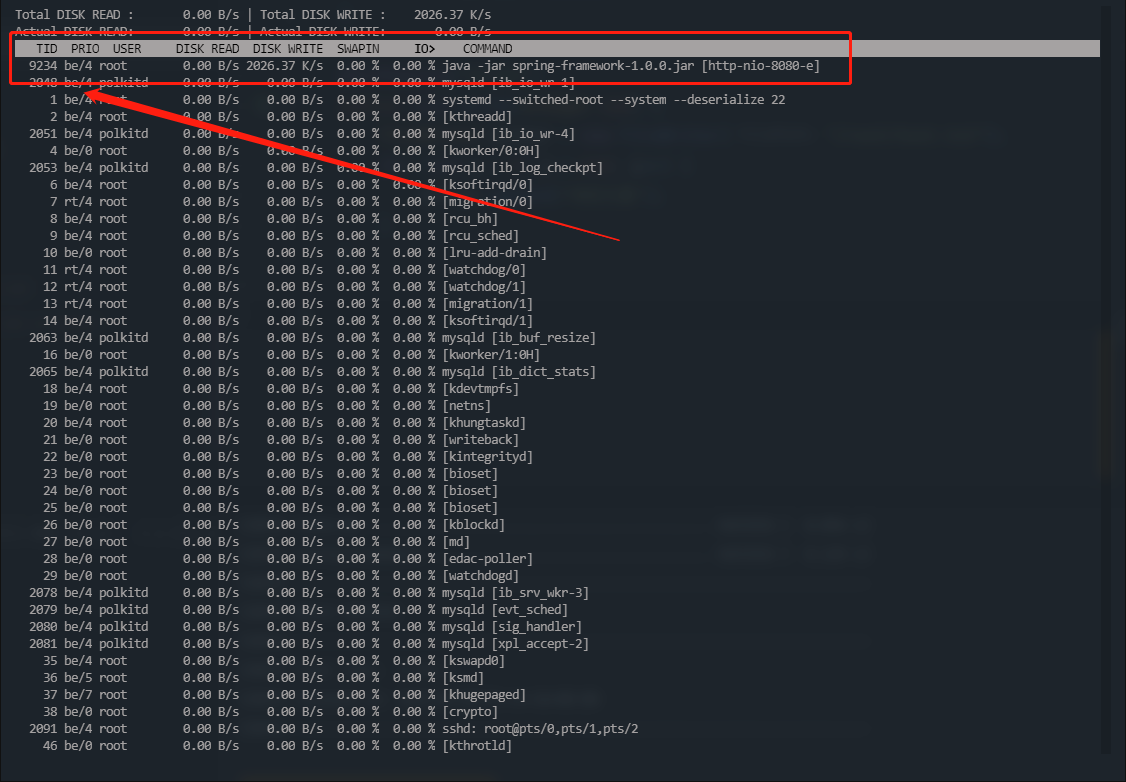 Total DISK READ :       0.00 B/s | Total DISK WRITE :    2026.37 K/s
Actual DISK READ:       0.00 B/s | Actual DISK WRITE:       0.00 B/s
   TID  PRIO  USER     DISK READ  DISK WRITE  SWAPIN     IO>    COMMAND
  9234 be/4 root        0.00 B/s 2026.37 K/s  0.00 %  0.00 % java -jar spring-framework-1.0.0.jar [http-nio-8080-e]
  2048 be/4 polkitd     0.00 B/s    0.00 B/s  0.00 %  0.00 % mysqld [ib_io_wr-1]
     1 be/4 root        0.00 B/s    0.00 B/s  0.00 %  0.00 % systemd --switched-root --system --deserialize 22
     2 be/4 root        0.00 B/s    0.00 B/s  0.00 %  0.00 % [kthreadd]
  2051 be/4 polkitd     0.00 B/s    0.00 B/s  0.00 %  0.00 % mysqld [ib_io_wr-4]
     4 be/0 root        0.00 B/s    0.00 B/s  0.00 %  0.00 % [kworker/0:0H]
  2053 be/4 polkitd     0.00 B/s    0.00 B/s  0.00 %  0.00 % mysqld [ib_log_checkpt]
     6 be/4 root        0.00 B/s    0.00 B/s  0.00 %  0.00 % [ksoftirqd/0]
     7 rt/4 root        0.00 B/s    0.00 B/s  0.00 %  0.00 % [migration/0]
     8 be/4 root        0.00 B/s    0.00 B/s  0.00 %  0.00 % [rcu_bh]
     9 be/4 root        0.00 B/s    0.00 B/s  0.00 %  0.00 % [rcu_sched]
    10 be/0 root        0.00 B/s    0.00 B/s  0.00 %  0.00 % [lru-add-drain]
    11 rt/4 root        0.00 B/s    0.00 B/s  0.00 %  0.00 % [watchdog/0]
    12 rt/4 root        0.00 B/s    0.00 B/s  0.00 %  0.00 % [watchdog/1]
    13 rt/4 root        0.00 B/s    0.00 B/s  0.00 %  0.00 % [migration/1]
    14 be/4 root        0.00 B/s    0.00 B/s  0.00 %  0.00 % [ksoftirqd/1]
  2063 be/4 polkitd     0.00 B/s    0.00 B/s  0.00 %  0.00 % mysqld [ib_buf_resize]
    16 be/0 root        0.00 B/s    0.00 B/s  0.00 %  0.00 % [kworker/1:0H]
  2065 be/4 polkitd     0.00 B/s    0.00 B/s  0.00 %  0.00 % mysqld [ib_dict_stats]
    18 be/4 root        0.00 B/s    0.00 B/s  0.00 %  0.00 % [kdevtmpfs]
    19 be/0 root        0.00 B/s    0.00 B/s  0.00 %  0.00 % [netns]
    20 be/4 root        0.00 B/s    0.00 B/s  0.00 %  0.00 % [khungtaskd]
    21 be/0 root        0.00 B/s    0.00 B/s  0.00 %  0.00 % [writeback]
    22 be/0 root        0.00 B/s    0.00 B/s  0.00 %  0.00 % [kintegrityd]
    23 be/0 root        0.00 B/s    0.00 B/s  0.00 %  0.00 % [bioset]
    24 be/0 root        0.00 B/s    0.00 B/s  0.00 %  0.00 % [bioset]
    25 be/0 root        0.00 B/s    0.00 B/s  0.00 %  0.00 % [bioset]
    26 be/0 root        0.00 B/s    0.00 B/s  0.00 %  0.00 % [kblockd]
    27 be/0 root        0.00 B/s    0.00 B/s  0.00 %  0.00 % [md]
    28 be/0 root        0.00 B/s    0.00 B/s  0.00 %  0.00 % [edac-poller]
    29 be/0 root        0.00 B/s    0.00 B/s  0.00 %  0.00 % [watchdogd]
  2078 be/4 polkitd     0.00 B/s    0.00 B/s  0.00 %  0.00 % mysqld [ib_srv_wkr-3]
  2079 be/4 polkitd     0.00 B/s    0.00 B/s  0.00 %  0.00 % mysqld [evt_sched]
  2080 be/4 polkitd     0.00 B/s    0.00 B/s  0.00 %  0.00 % mysqld [sig_handler]
  2081 be/4 polkitd     0.00 B/s    0.00 B/s  0.00 %  0.00 % mysqld [xpl_accept-2]
    35 be/4 root        0.00 B/s    0.00 B/s  0.00 %  0.00 % [kswapd0]
    36 be/5 root        0.00 B/s    0.00 B/s  0.00 %  0.00 % [ksmd]
    37 be/7 root        0.00 B/s    0.00 B/s  0.00 %  0.00 % [khugepaged]
    38 be/0 root        0.00 B/s    0.00 B/s  0.00 %  0.00 % [crypto]
  2091 be/4 root        0.00 B/s    0.00 B/s  0.00 %  0.00 % sshd: root@pts/0,pts/1,pts/2
    46 be/0 root        0.00 B/s    0.00 B/s  0.00 %  0.00 % [kthrotld]